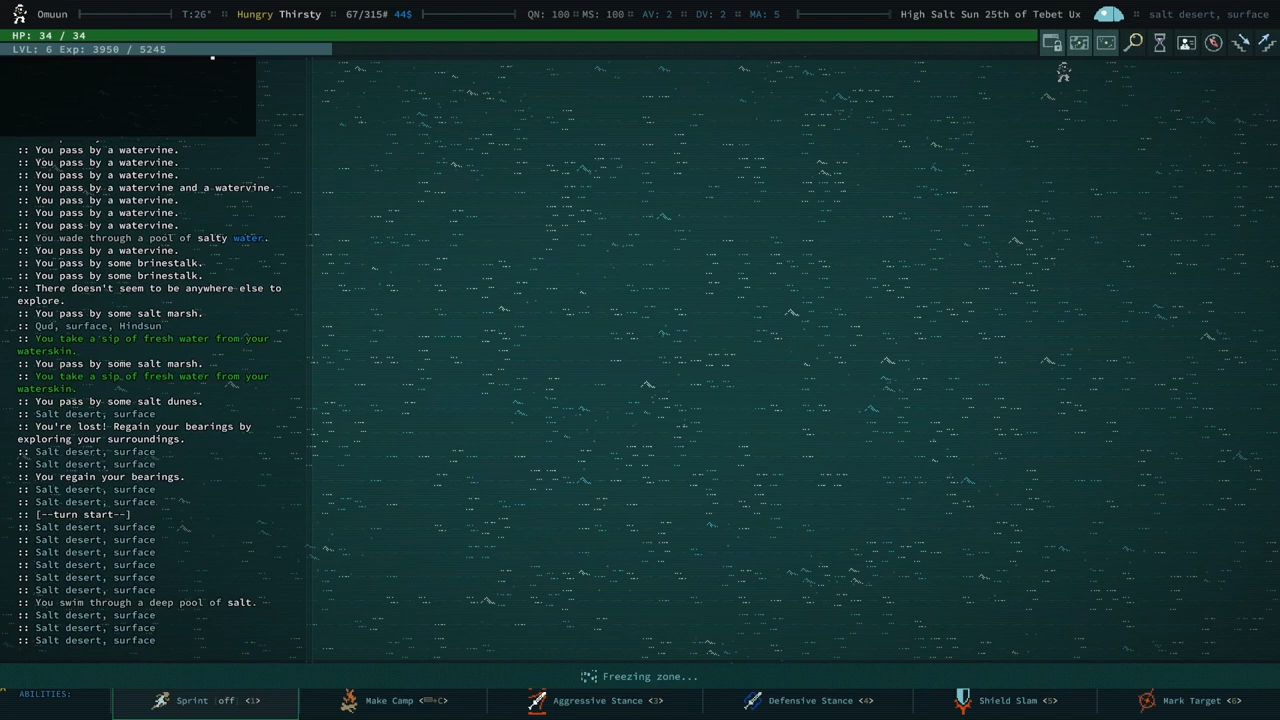 Omuun T:26° :: Hungry Thirsty :: 67/315# 44$ QN: 100 :: MS: 100 :: AV: 2 :: DV: 2 :: MA: 5 High Salt Sun 25th of Tebet Ux :: salt desert, surface
HP: 34 / 34
LVL: 6 Exp: 3950 / 5245
:: You pass by a watervine.
:: You pass by a watervine.
:: You pass by a watervine.
:: You pass by a watervine and a watervine.
:: You pass by a watervine.
:: You pass by a watervine.
:: You pass by a watervine.
:: You wade through a pool of salty water.
:: You pass by a watervine.
:: You pass by some brinestalk.
:: You pass by some brinestalk.
:: There doesn't seem to be anywhere else to
explore.
:: You pass by some salt marsh.
:: Qud, surface, Hindsun
:: You take a sip of fresh water from your
waterskin.
:: You pass by some salt marsh.
:: You take a sip of fresh water from your
waterskin.
:: You pass by some salt dunes.
:: Salt desert, surface
:: You're lost! Regain your bearings by
exploring your surroundings.
:: Salt desert, surface
:: Salt desert, surface
:: You regain your bearings.
:: Salt desert, surface
:: Salt desert, surface
:: [--turn start--]
:: Salt desert, surface
:: Salt desert, surface
:: Salt desert, surface
:: Salt desert, surface
:: Salt desert, surface
:: Salt desert, surface
:: You swim through a deep pool of salt.
:: Salt desert, surface
:: Salt desert, surface
:: Salt desert, surface
Freezing zone...
ABILITIES: Sprint [off] <1> Make Camp <⌨+C> Aggressive Stance <3> Defensive Stance <4> Shield Slam <5> Mark Target <6>